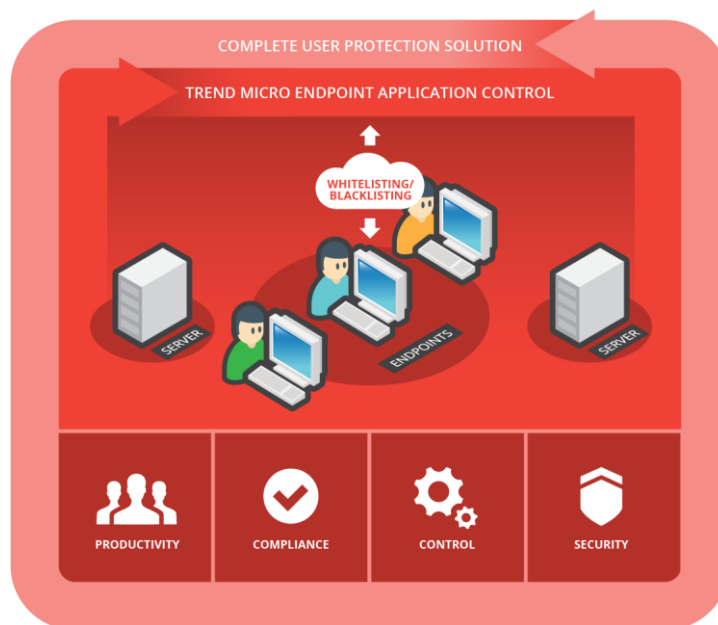 COMPLETE USER PROTECTION SOLUTION
TREND MICRO ENDPOINT APPLICATION CONTROL
WHITELISTING/
BLACKLISTING
SERVER
ENDPOINTS
SERVER
PRODUCTIVITY
COMPLIANCE
CONTROL
SECURITY